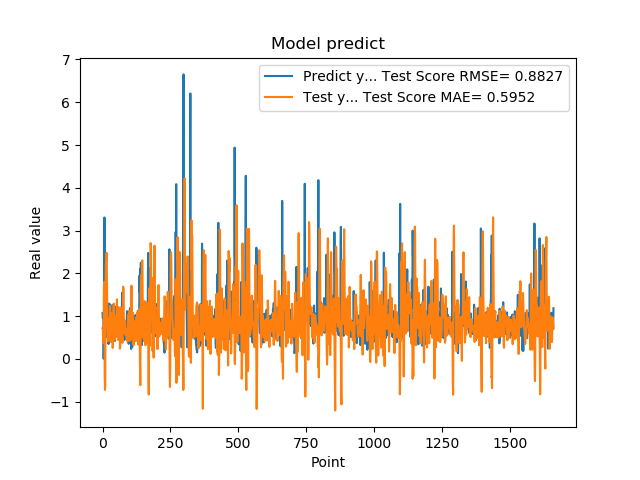 Model predict
7
Predict y... Test Score RMSE= 0.8827
Test y... Test Score MAE= 0.5952
6
5
4
Real value
3
2
1
0
−1
0 250 500 750 1000 1250 1500
Point